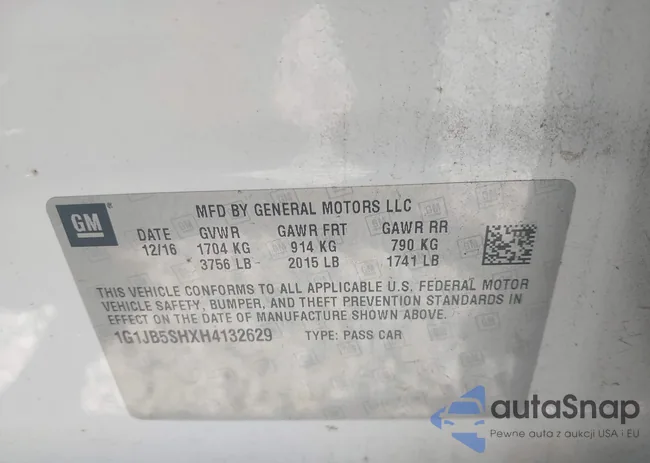 GM
MFD BY GENERAL MOTORS LLC
DATE GVWR GAWR FRT GAWR RR
12/16 1704 KG 914 KG 790 KG
3756 LB 2015 LB 1741 LB
THIS VEHICLE CONFORMS TO ALL APPLICABLE U.S. FEDERAL MOTOR
VEHICLE SAFETY, BUMPER, AND THEFT PREVENTION STANDARDS IN
EFFECT ON THE DATE OF MANUFACTURE SHOWN ABOVE.
1G1JB5SHXH4132629 TYPE: PASS CAR
autaSnap
Pewne auta z aukcji USA i EU